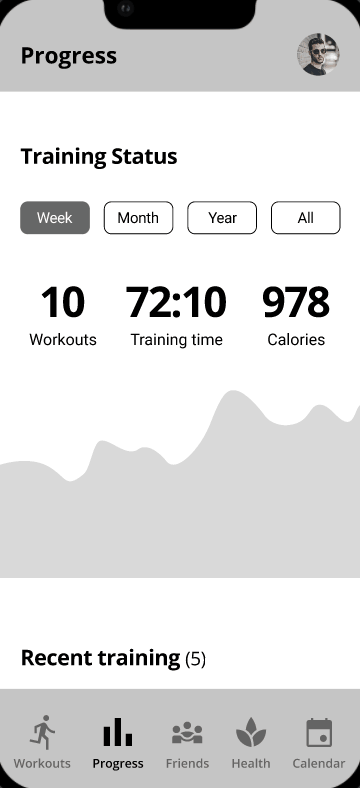 Progress
Training Status
Week Month Year All
10 72:10 978
Workouts Training time Calories
Recent training (5)
Workouts Progress Friends Health Calendar